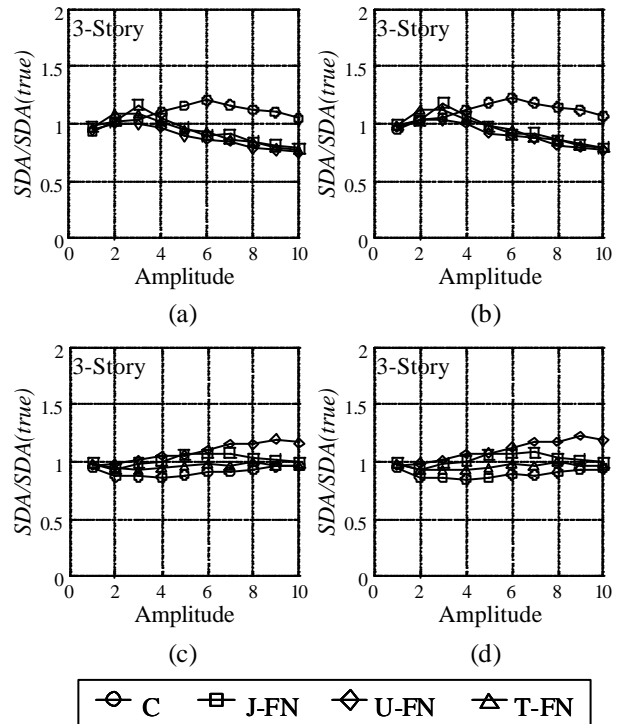 2
3-Story
1.5
1
0.5
0
SDA/SDA(true)
0 2 4 6 8 10
Amplitude
(a)
2
3-Story
1.5
1
0.5
0
SDA/SDA(true)
0 2 4 6 8 10
Amplitude
(b)
2
3-Story
1.5
1
0.5
0
SDA/SDA(true)
0 2 4 6 8 10
Amplitude
(c)
2
3-Story
1.5
1
0.5
0
SDA/SDA(true)
0 2 4 6 8 10
Amplitude
(d)
C J-FN U-FN T-FN